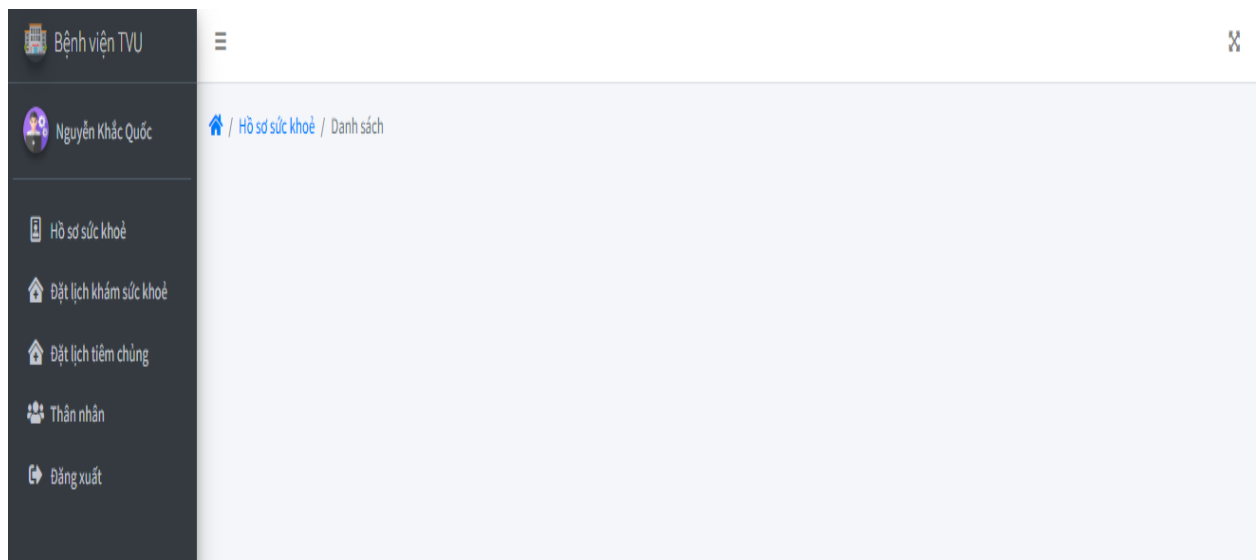 Bệnh viện TVU
Nguyễn Khắc Quốc
/ Hồ sơ sức khoẻ / Danh sách
Hồ sơ sức khoẻ
Đặt lịch khám sức khoẻ
Đặt lịch tiêm chủng
Thân nhân
Đăng xuất